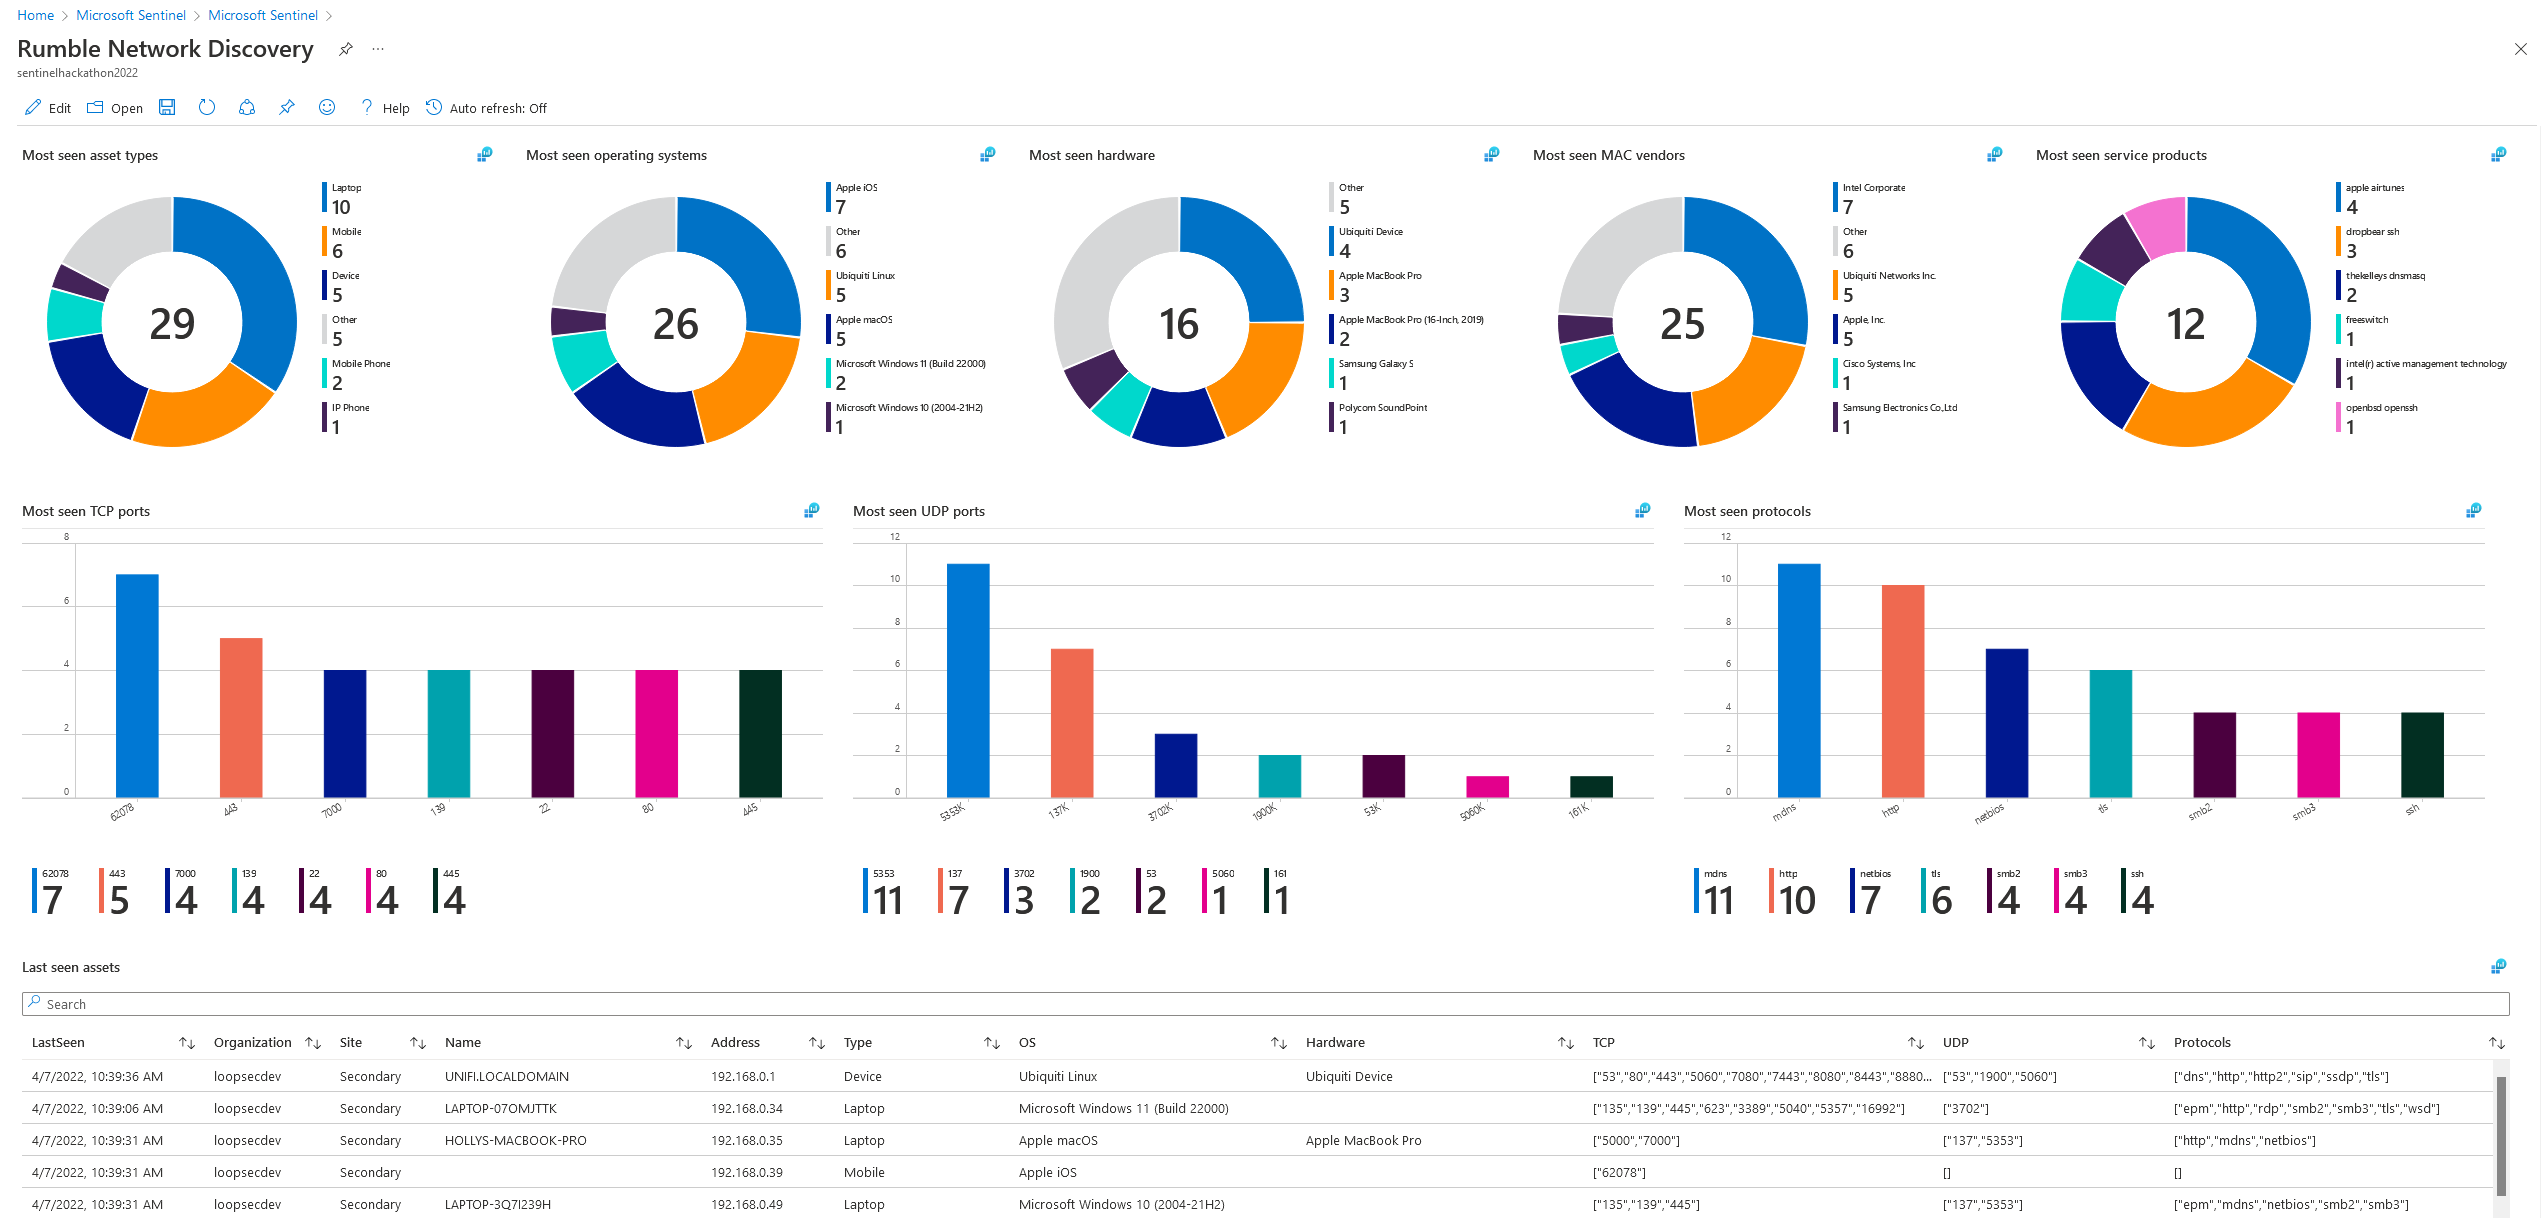 Home > Microsoft Sentinel > Microsoft Sentinel >
Rumble Network Discovery ...
sentinelhackathon2022
Edit Open Help Auto refresh: Off
Most seen asset types
29
Laptop
10
Mobile
6
Device
5
Other
5
Mobile Phone
2
IP Phone
1
Most seen operating systems
26
Apple iOS
7
Other
6
Ubiquiti Linux
5
Apple macOS
5
Microsoft Windows 11 (Build 22000)
2
Microsoft Windows 10 (2004-21H2)
1
Most seen hardware
16
Other
5
Ubiquiti Device
4
Apple MacBook Pro
3
Apple MacBook Pro (16-Inch, 2019)
2
Samsung Galaxy S
1
Polycom SoundPoint
1
Most seen MAC vendors
25
Intel Corporate
7
Other
6
Ubiquiti Networks Inc.
5
Apple, Inc.
5
Cisco Systems, Inc
1
Samsung Electronics Co.,Ltd
1
Most seen service products
12
apple airtunes
4
dropbear ssh
3
thekelleys dnsmasq
2
freeswitch
1
intel(r) active management technology
1
openbsd openssh
1
Most seen TCP ports
8
6
4
2
0
62078 443 7000 139 22 80 445
62078 443 7000 139 22 80 445
7 5 4 4 4 4 4
Most seen UDP ports
12
10
8
6
4
2
0
5353K 137K 3702K 1900K 53K 5060K 161K
5353 137 3702 1900 53 5060 161
11 7 3 2 2 1 1
Most seen protocols
12
10
8
6
4
2
0
mdns http netbios tls smb2 smb3 ssh
mdns http netbios tls smb2 smb3 ssh
11 10 7 6 4 4 4
Last seen assets
Search
LastSeen Organization Site Name Address Type OS Hardware TCP UDP Protocols
4/7/2022, 10:39:36 AM loopsecdev Secondary UNIFI.LOCALDOMAIN 192.168.0.1 Device Ubiquiti Linux Ubiquiti Device ["53","80","443","5060","7080","7443","8080","8443","8880... ["53","1900","5060"] ["dns","http","http2","sip","ssdp","tls"]
4/7/2022, 10:39:06 AM loopsecdev Secondary LAPTOP-07OMJTTK 192.168.0.34 Laptop Microsoft Windows 11 (Build 22000) ["135","139","445","623","3389","5040","5357","16992"] ["3702"] ["epm","http","rdp","smb2","smb3","tls","wsd"]
4/7/2022, 10:39:31 AM loopsecdev Secondary HOLLYS-MACBOOK-PRO 192.168.0.35 Laptop Apple macOS Apple MacBook Pro ["5000","7000"] ["137","5353"] ["http","mdns","netbios"]
4/7/2022, 10:39:31 AM loopsecdev Secondary 192.168.0.39 Mobile Apple iOS ["62078"] [] []
4/7/2022, 10:39:31 AM loopsecdev Secondary LAPTOP-3Q7I239H 192.168.0.49 Laptop Microsoft Windows 10 (2004-21H2) ["135","139","445"] ["137","5353"] ["epm","mdns","netbios","smb2","smb3"]